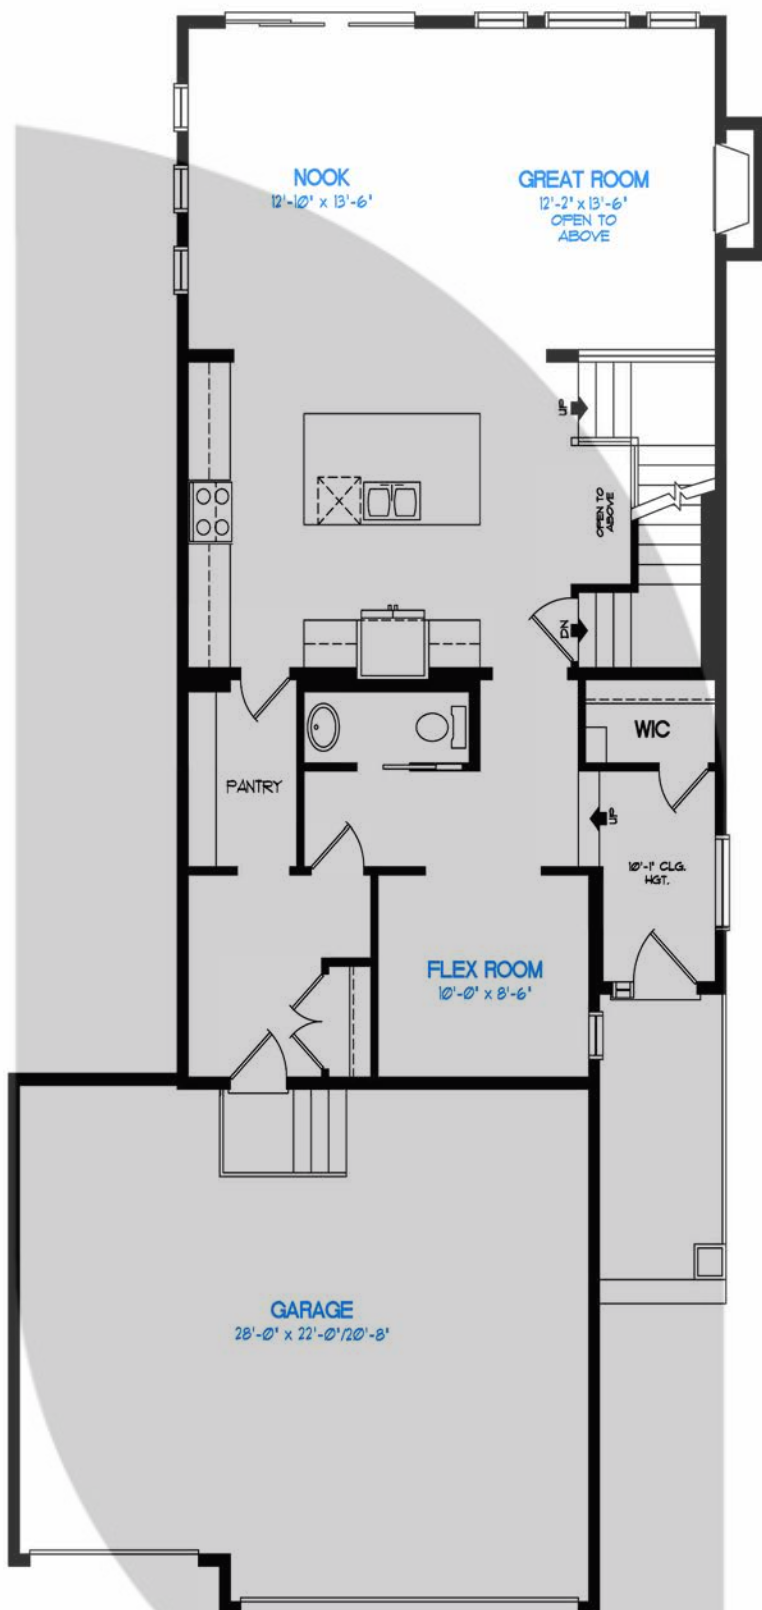 NOOK
12'-10" x 13'-6"
GREAT ROOM
12'-2" x 13'-6"
OPEN TO
ABOVE
UP
OPEN TO
ABOVE
DN
WIC
PANTRY
UP
10'-1" CLG.
HGT.
FLEX ROOM
10'-0" x 8'-6"
GARAGE
28'-0" x 22'-0"/20'-8"